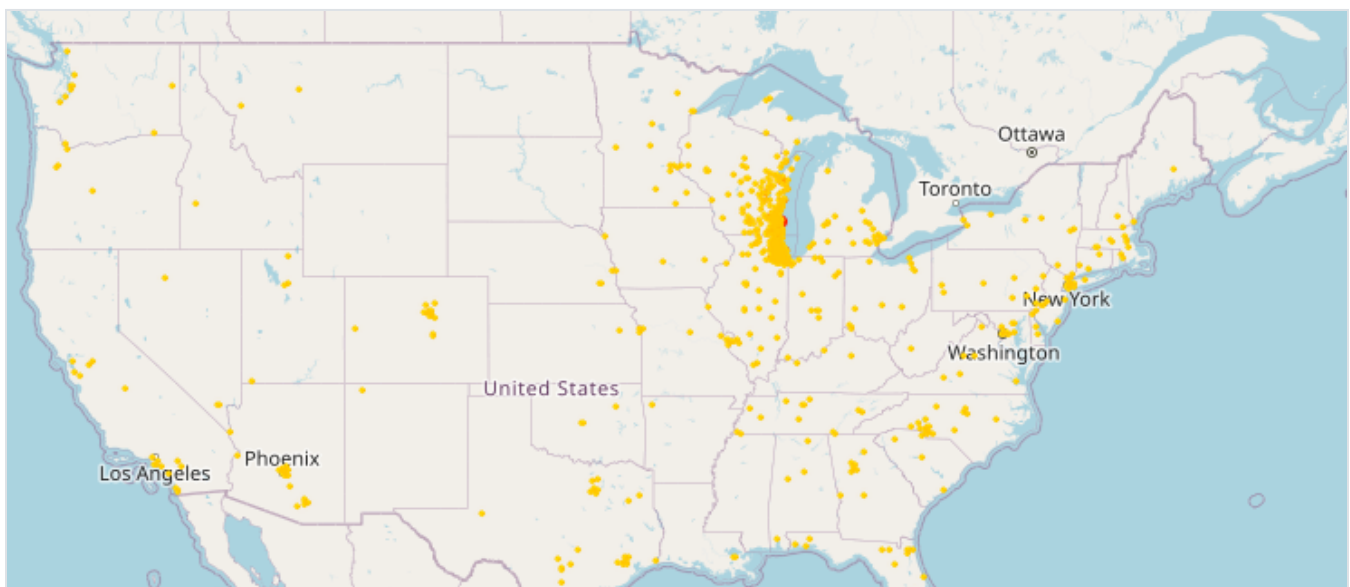 Ottawa
Toronto
New York
Washington
United States
Phoenix
Los Angeles